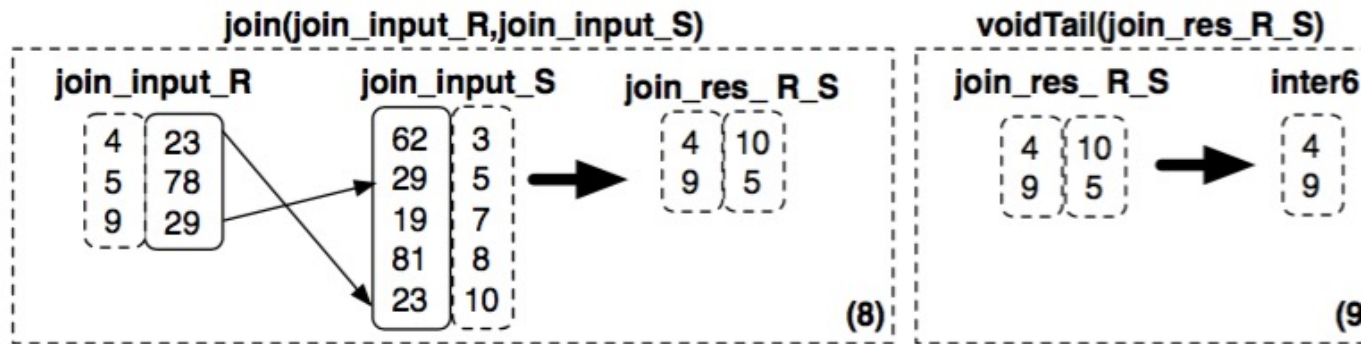 join(join_input_R,join_input_S)
join_input_R
join_input_S
join_res_ R_S
4 23
5 78
9 29
62 3
29 5
19 7
81 8
23 10
4 10
9 5
(8)
voidTail(join_res_R_S)
join_res_ R_S
inter6
4 10
9 5
4
9
(9